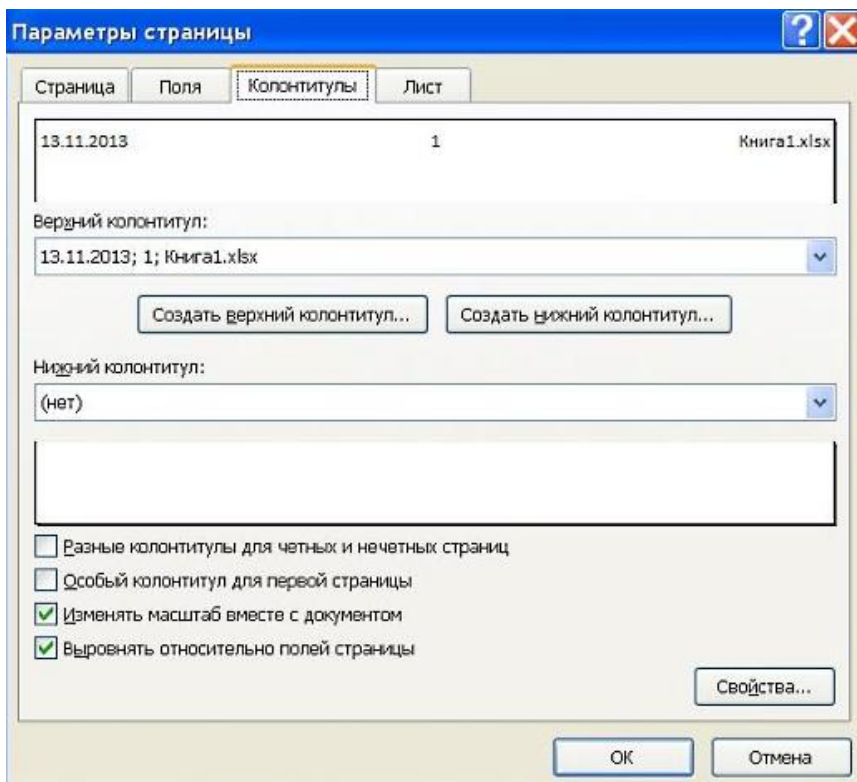 Параметры страницы
Страница Поля Колонтитулы Лист
13.11.2013 1 Книга1.xlsx
Верхний колонтитул:
13.11.2013; 1; Книга1.xlsx
Создать верхний колонтитул... Создать нижний колонтитул...
Нижний колонтитул:
(нет)
Разные колонтитулы для четных и нечетных страниц
Особый колонтитул для первой страницы
Изменять масштаб вместе с документом
Выровнять относительно полей страницы
Свойства...
ОК Отмена